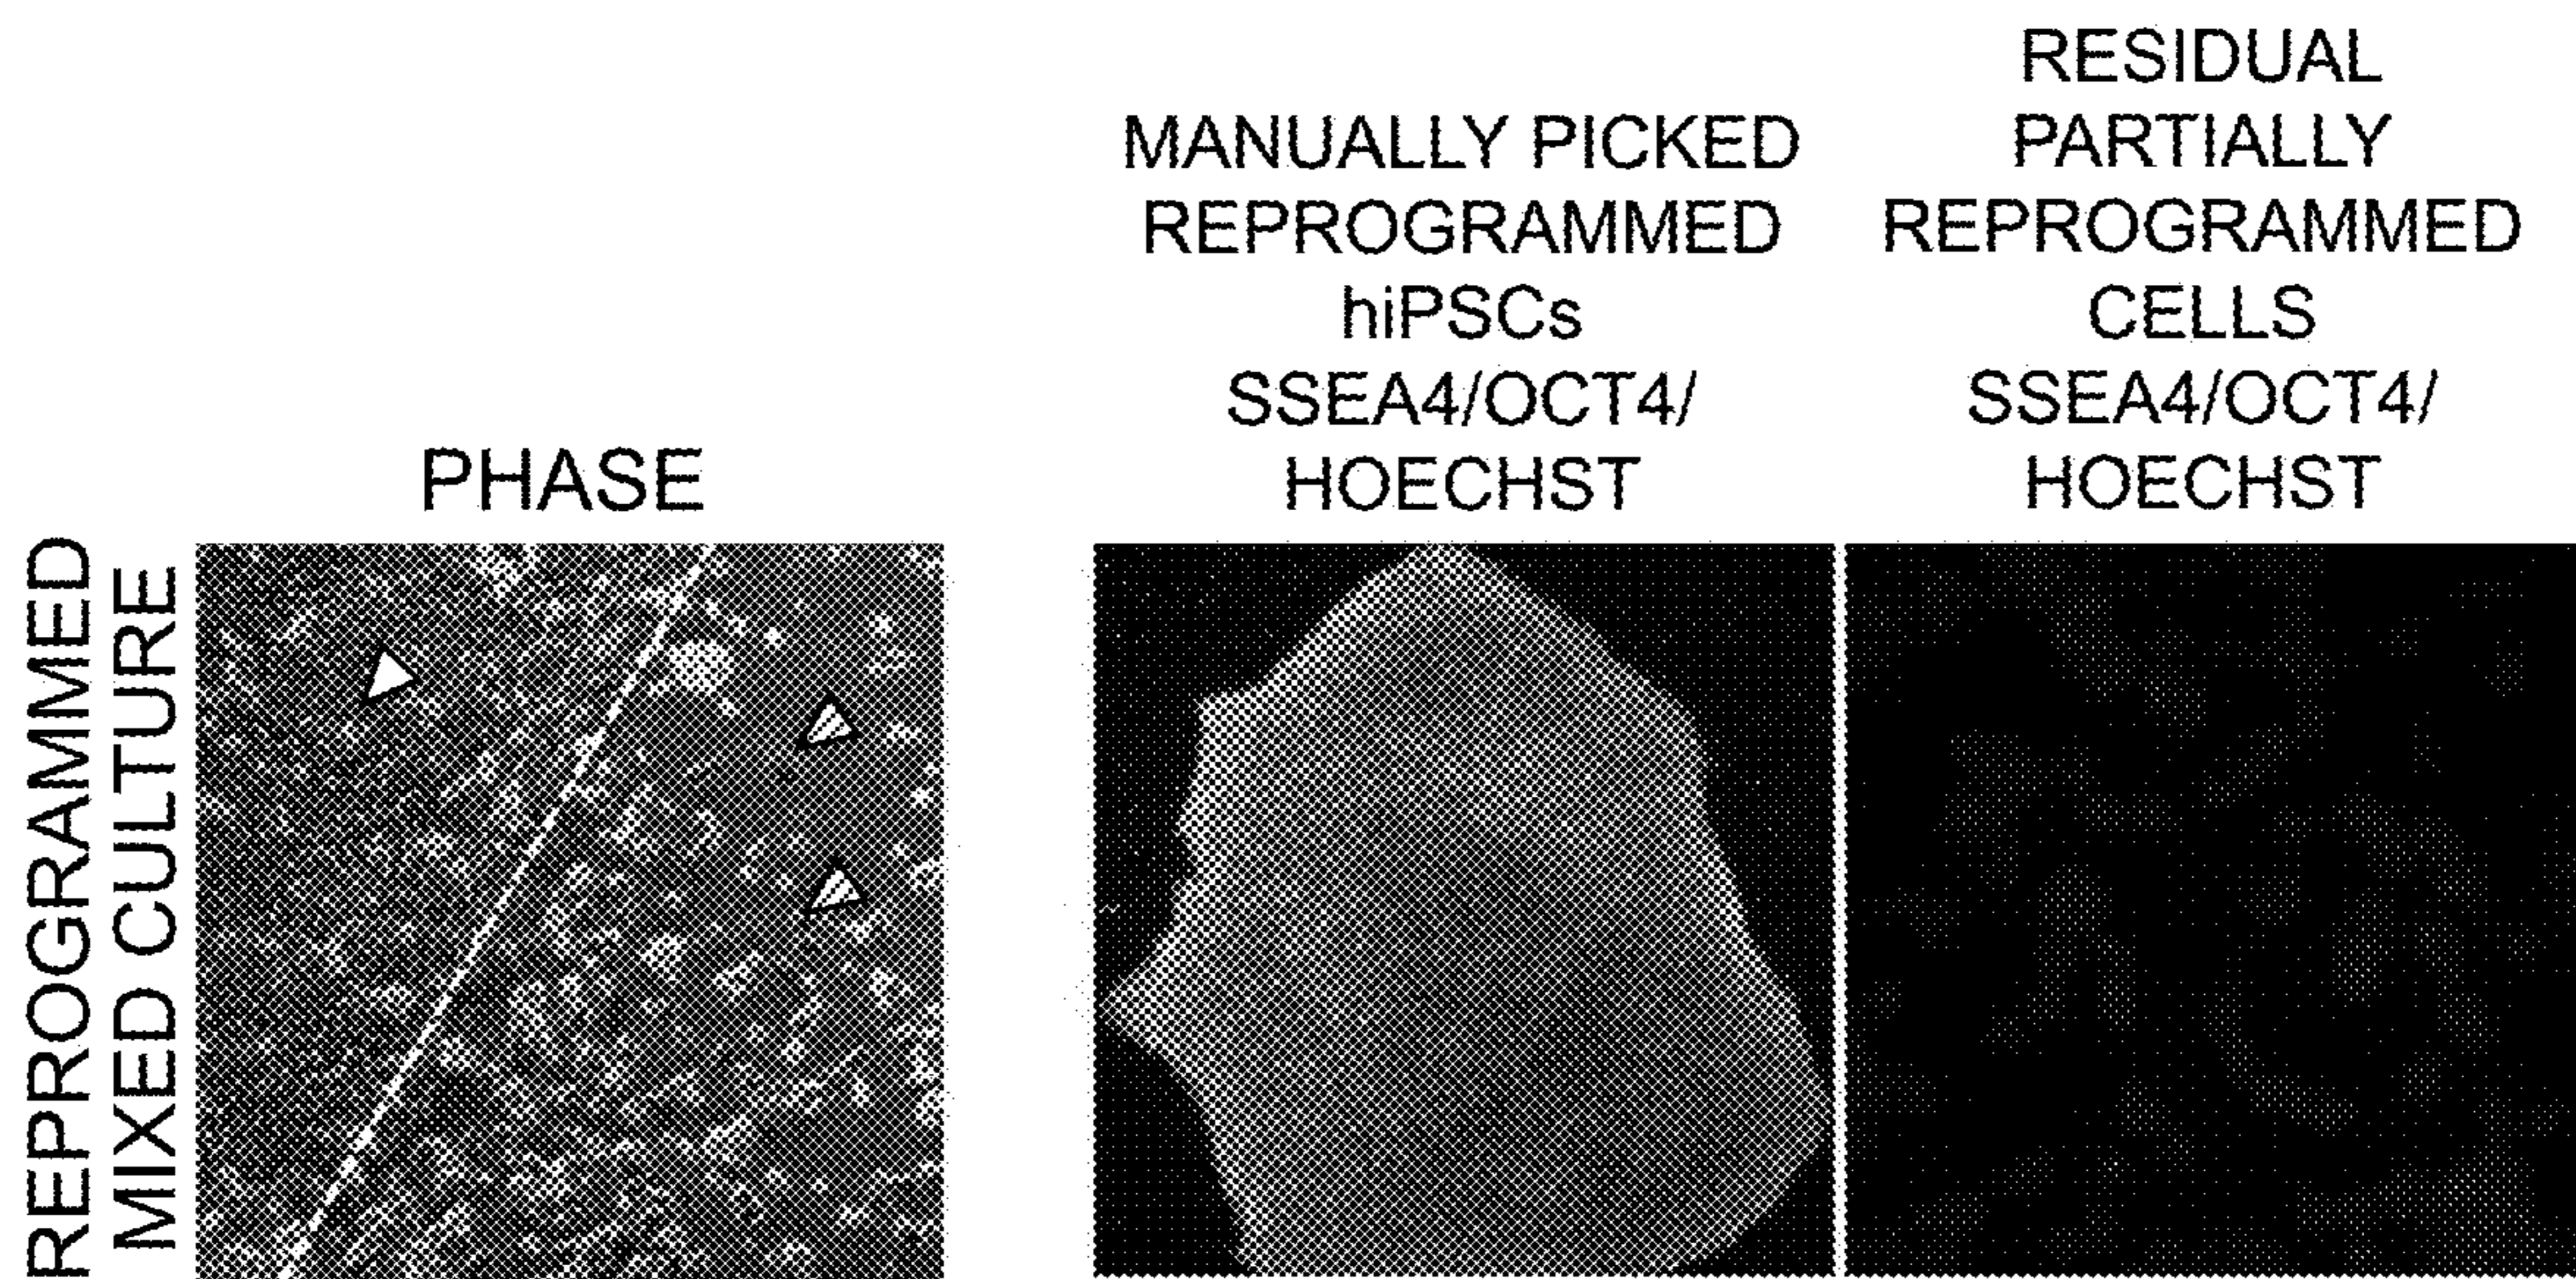 REPROGRAMMED
MIXED CULTURE
PHASE
MANUALLY PICKED
REPROGRAMMED
hiPSCs
SSEA4/OCT4/
HOECHST
RESIDUAL
PARTIALLY
REPROGRAMMED
CELLS
SSEA4/OCT4/
HOECHST